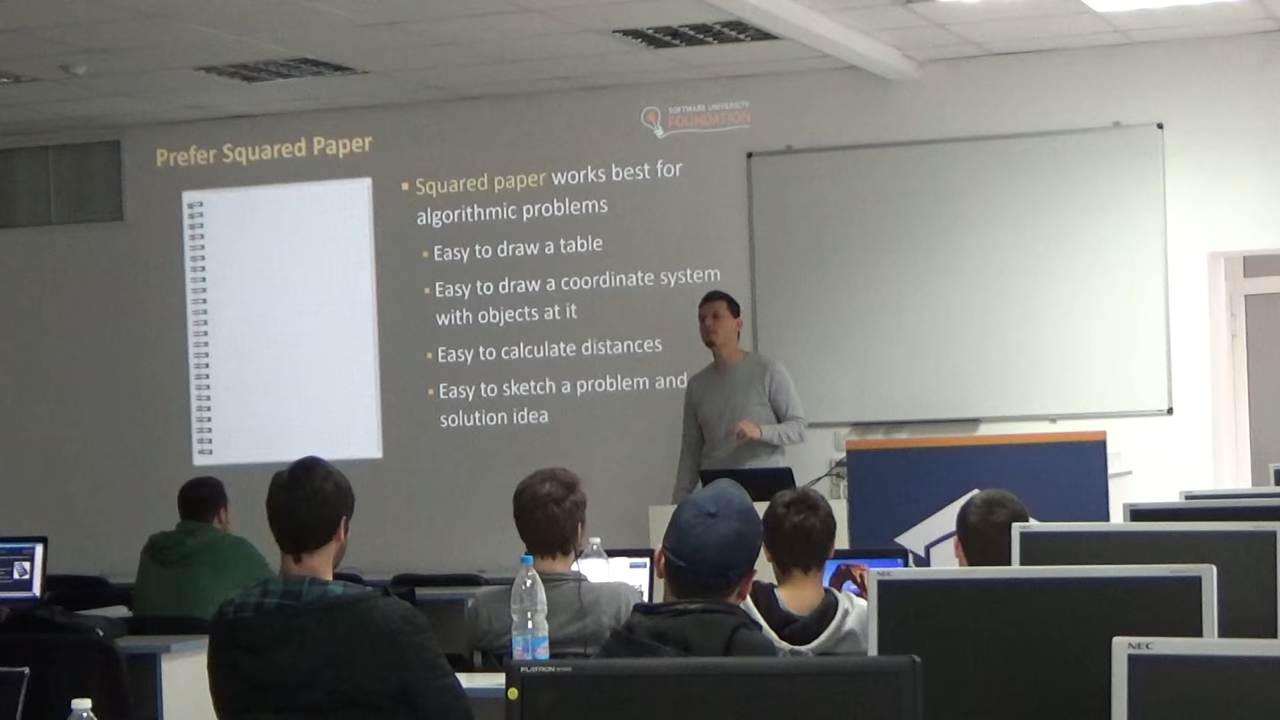 SOFTWARE UNIVERSITY
FOUNDATION
Prefer Squared Paper
Squared paper works best for
algorithmic problems
Easy to draw a table
Easy to draw a coordinate system
with objects at it
Easy to calculate distances
Easy to sketch a problem and
solution idea
NEC
NEC
FLATRON